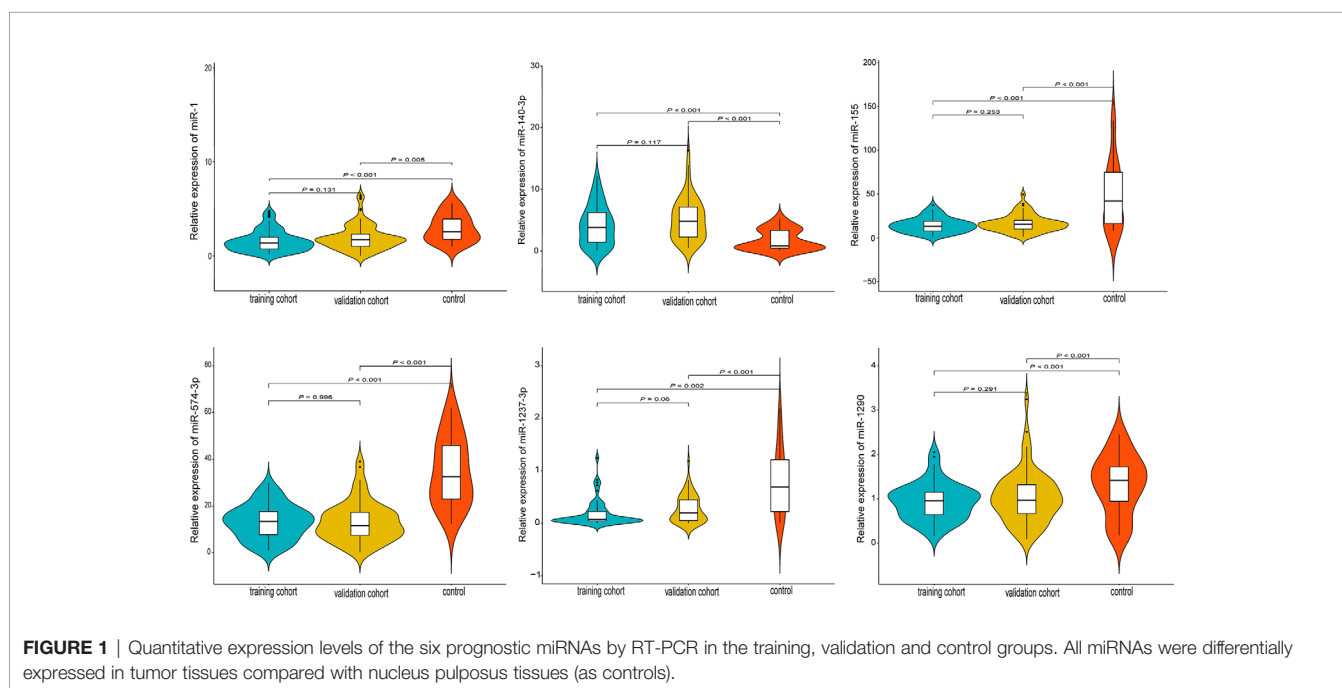 Relative expression of miR-1
20
10
0
P = 0.005
P < 0.001
P = 0.131
training cohort
validation cohort
control
Relative expression of miR-140-3p
30
20
10
0
P < 0.001
P < 0.001
P = 0.117
training cohort
validation cohort
control
Relative expression of miR-155
200
150
100
50
0
−50
P < 0.001
P < 0.001
P = 0.253
training cohort
validation cohort
control
Relative expression of miR-574-3p
80
60
40
20
0
P < 0.001
P < 0.001
training cohort
validation cohort
control
Relative expression of miR-1237-3p
3
2
1
0
−1
P < 0.001
P = 0.002
P = 0.06
training cohort
validation cohort
control
Relative expression of miR-1290
4
3
2
1
0
P < 0.001
P < 0.001
P = 0.291
training cohort
validation cohort
control
FIGURE 1 | Quantitative expression levels of the six prognostic miRNAs by RT-PCR in the training, validation and control groups. All miRNAs were differentially
expressed in tumor tissues compared with nucleus pulposus tissues (as controls).